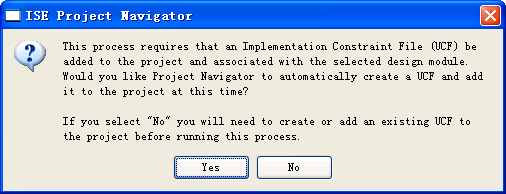 ISE Project Navigator
This process requires that an Implementation Constraint File (UCF) be
added to the project and associated with the selected design module.
Would you like Project Navigator to automatically create a UCF and add
it to the project at this time?
If you select "No" you will need to create or add an existing UCF to
the project before running this process.
Yes
No